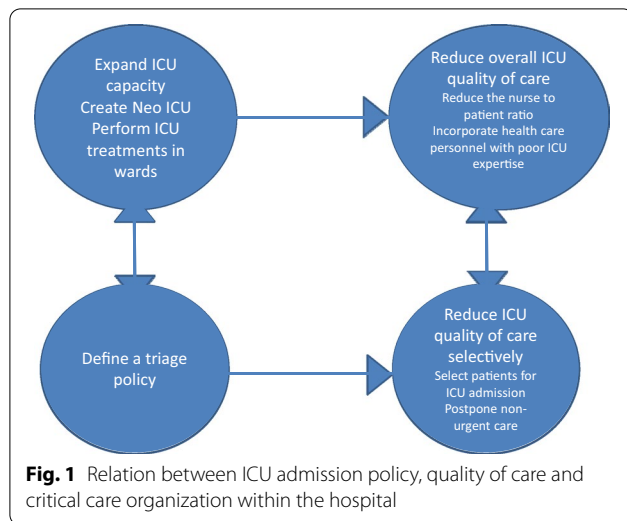 Expand ICU
capacity
Create Neo ICU
Perform ICU
treatments in
wards
Reduce overall ICU
quality of care
Reduce the nurse to
patient ratio
Incorporate health care
personnel with poor ICU
expertise
Define a triage
policy
Reduce ICU
quality of care
selectively
Select patients for
ICU admission
Postpone non-
urgent care
Fig. 1 Relation between ICU admission policy, quality of care and
critical care organization within the hospital